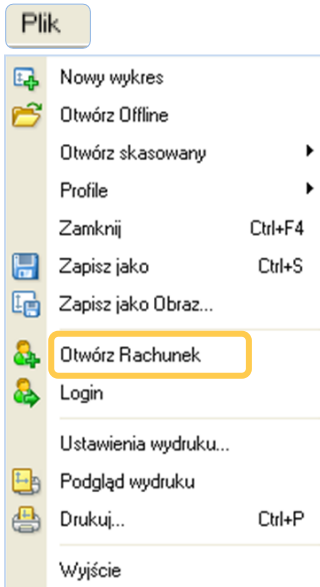 Plik
Nowy wykres
Otwórz Offline
Otwórz skasowany
Profile
Zamknij Ctrl+F4
Zapisz jako Ctrl+S
Zapisz jako Obraz...
Otwórz Rachunek
Login
Ustawienia wydruku...
Podgląd wydruku
Drukuj... Ctrl+P
Wyjście